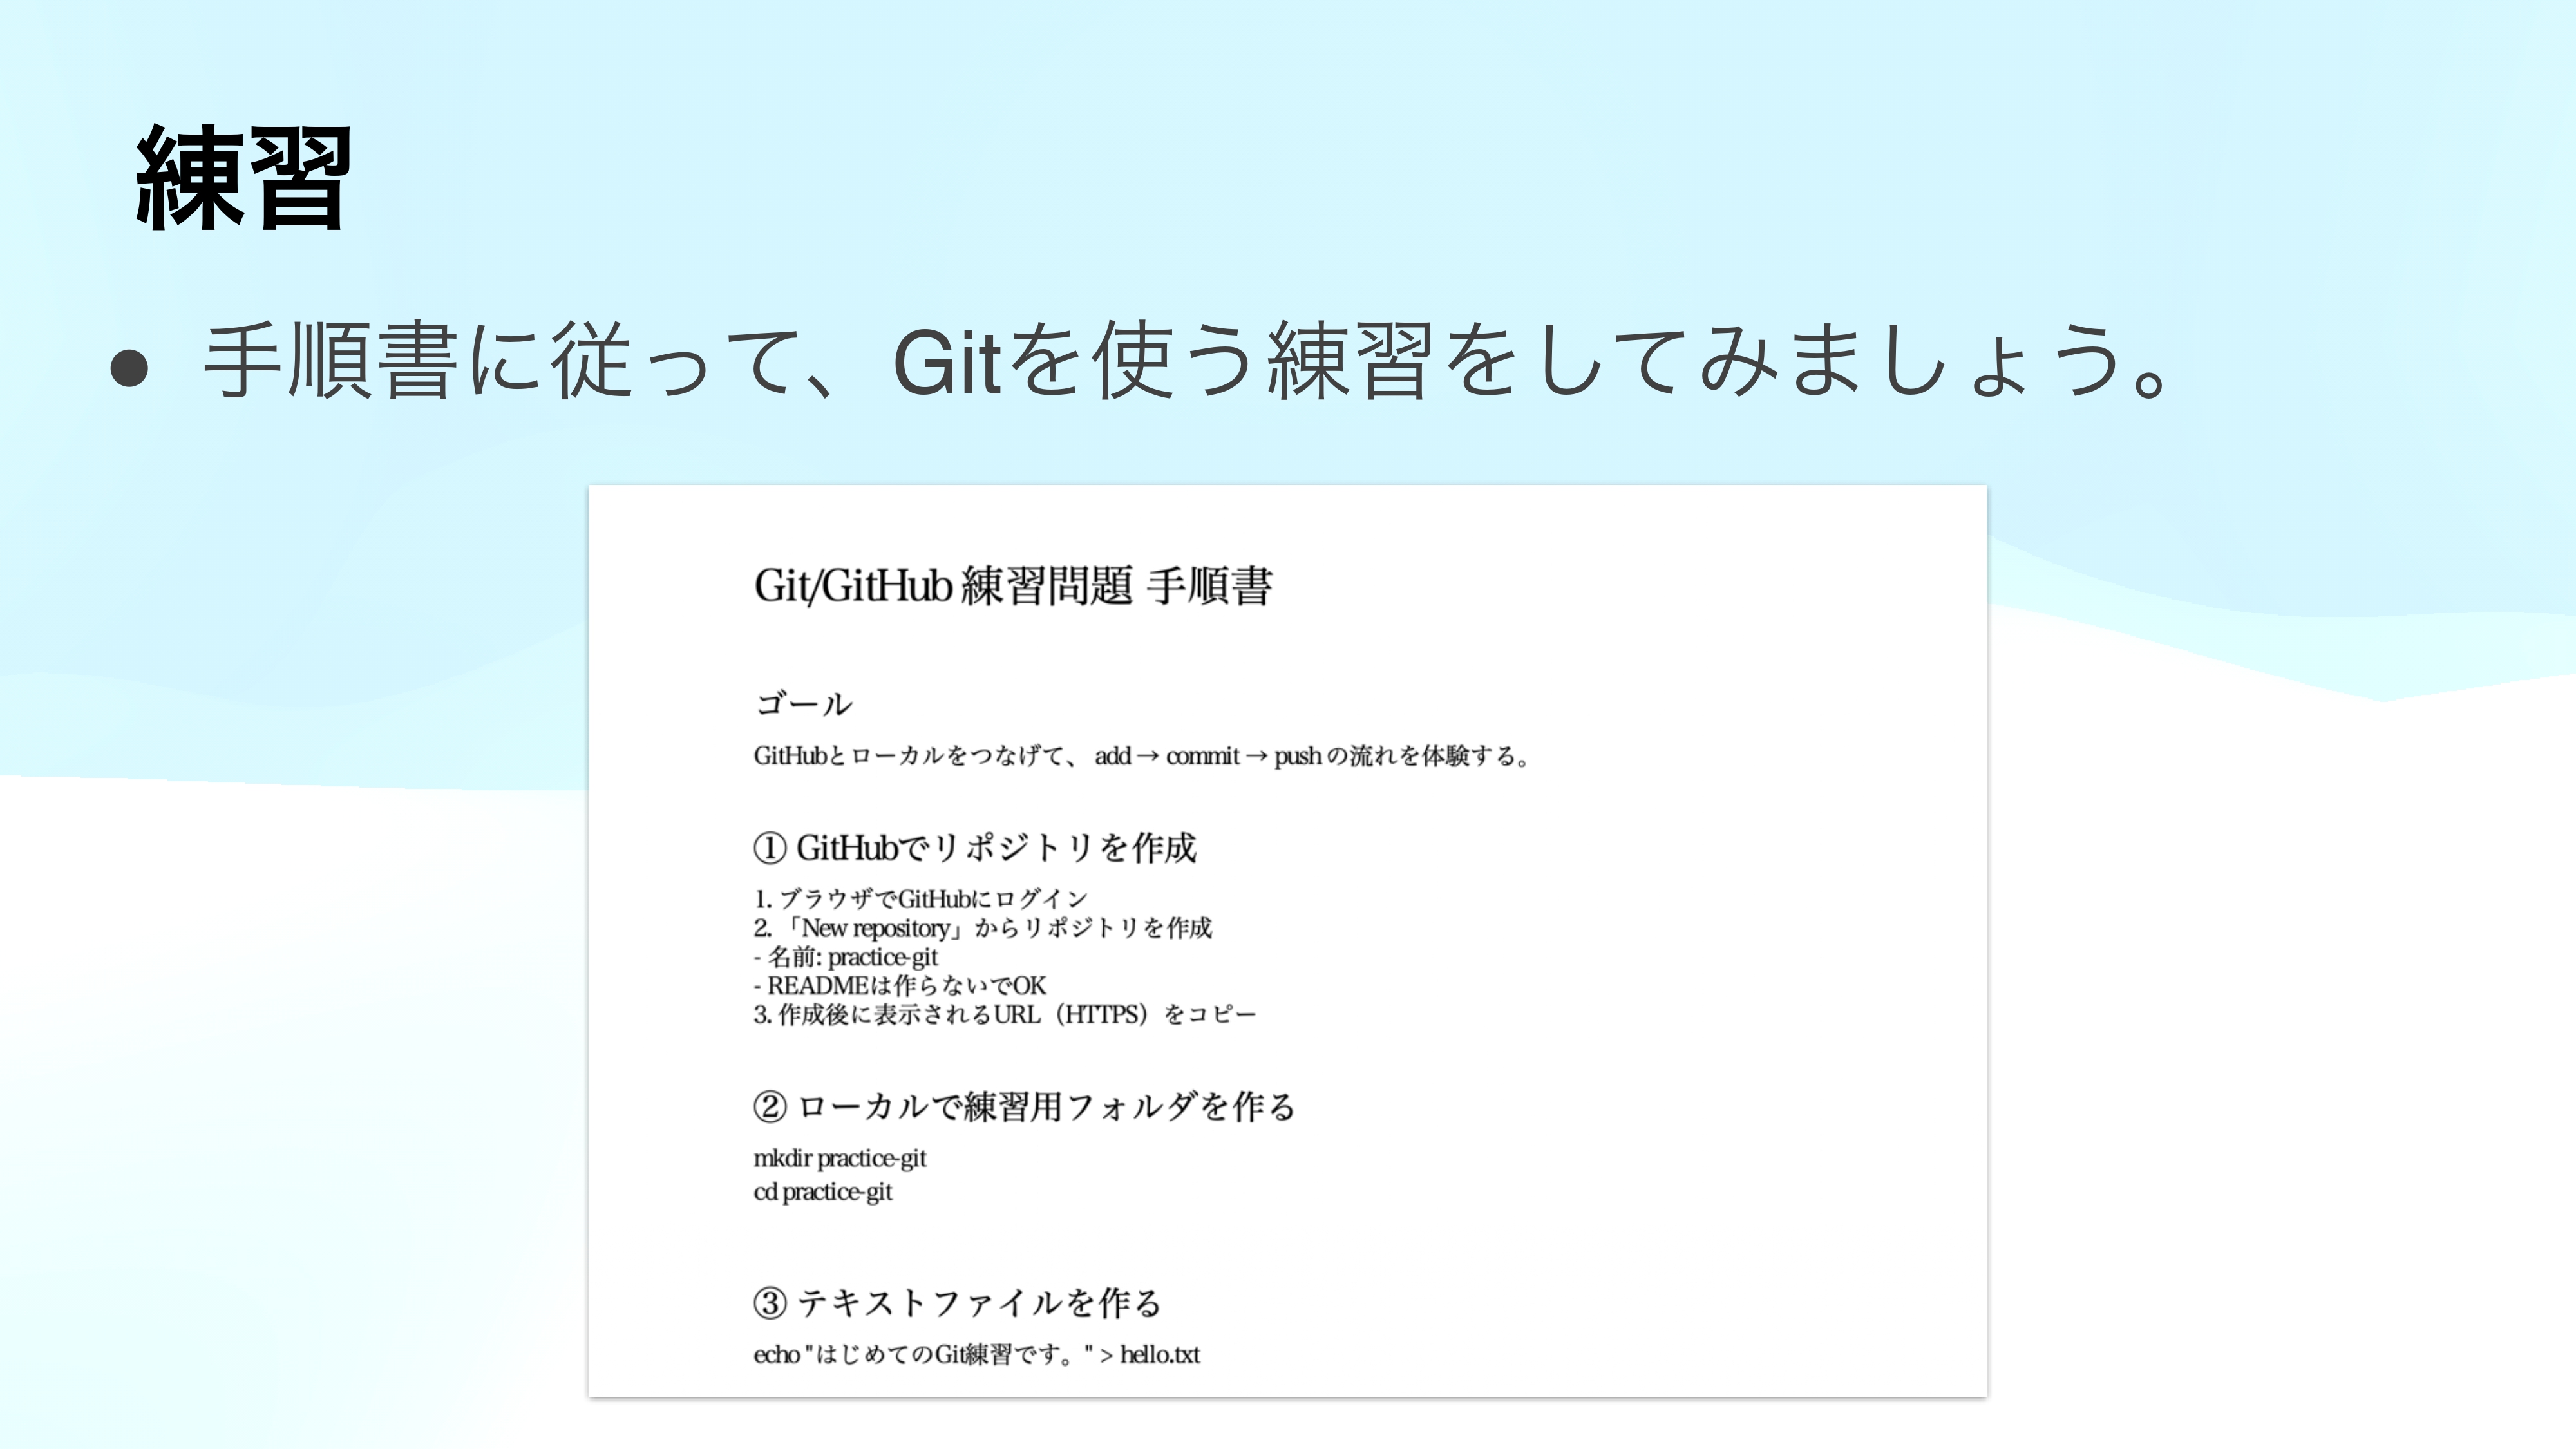 練習
● 手順書に従って、Gitを使う練習をしてみましょう。
Git/GitHub 練習問題 手順書
ゴール
GitHubとローカルをつなげて、 add → commit → push の流れを体験する。
① GitHubでリポジトリを作成
1. ブラウザでGitHubにログイン
2. 「New repository」からリポジトリを作成
- 名前: practice-git
- READMEは作らないでOK
3. 作成後に表示されるURL（HTTPS）をコピー
② ローカルで練習用フォルダを作る
mkdir practice-git
cd practice-git
③ テキストファイルを作る
echo "はじめてのGit練習です。" > hello.txt